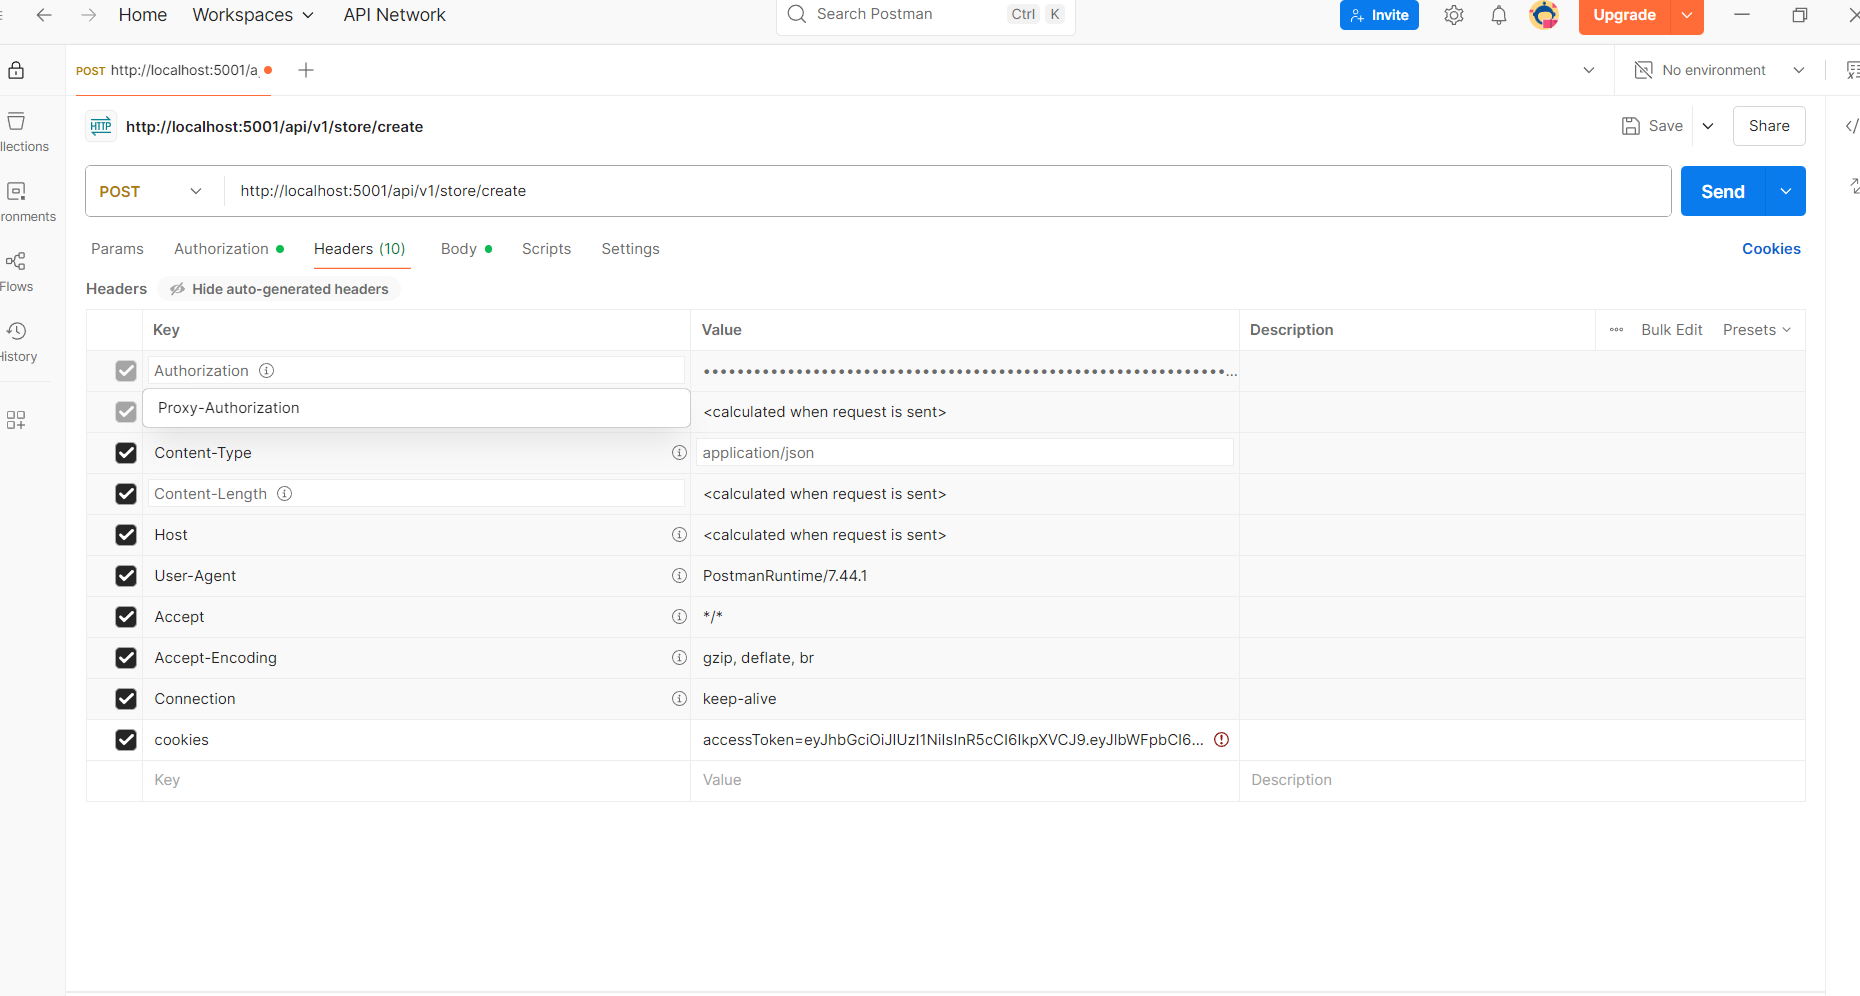 Home Workspaces API Network Search Postman Ctrl K Invite Upgrade
POST http://localhost:5001/a No environment
HTTP http://localhost:5001/api/v1/store/create Save Share
llections
POST http://localhost:5001/api/v1/store/create Send
ronments
Params Authorization Headers (10) Body Scripts Settings Cookies
Flows
Headers Hide auto-generated headers
Key Value Description Bulk Edit Presets
History
Authorization ••••••••••••••••••••••••••••••••••••••••••••••••••••••••••••••...
Proxy-Authorization <calculated when request is sent>
Content-Type application/json
Content-Length <calculated when request is sent>
Host <calculated when request is sent>
User-Agent PostmanRuntime/7.44.1
Accept */*
Accept-Encoding gzip, deflate, br
Connection keep-alive
cookies accessToken=eyJhbGciOiJIUzI1NiIsInR5cCI6IkpXVCJ9.eyJlbWFpbCI6...
Key Value Description